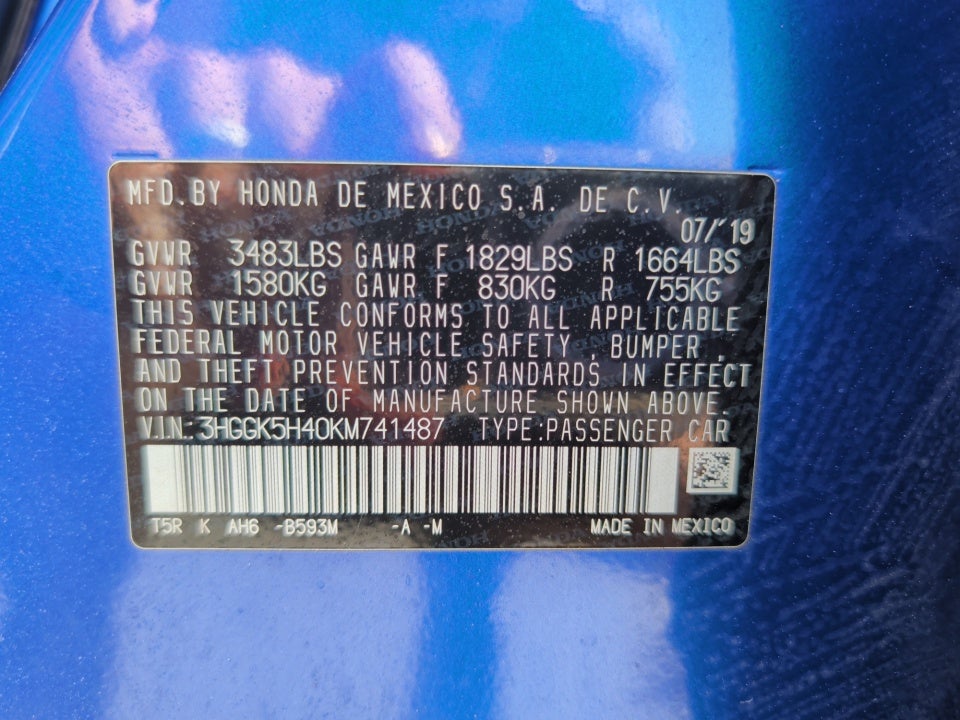 MFD.BY HONDA DE MEXICO S.A. DE C.V.
07/'19
GVWR 3483LBS GAWR F 1829LBS R 1664LBS
GVWR 1580KG GAWR F 830KG R 755KG
THIS VEHICLE CONFORMS TO ALL APPLICABLE
FEDERAL MOTOR VEHICLE SAFETY , BUMPER ,
AND THEFT PREVENTION STANDARDS IN EFFECT
ON THE DATE OF MANUFACTURE SHOWN ABOVE.
V.I.N.:3HGGK5H40KM741487 TYPE:PASSENGER CAR
T5R K AH6 -B593M -A -M MADE IN MEXICO